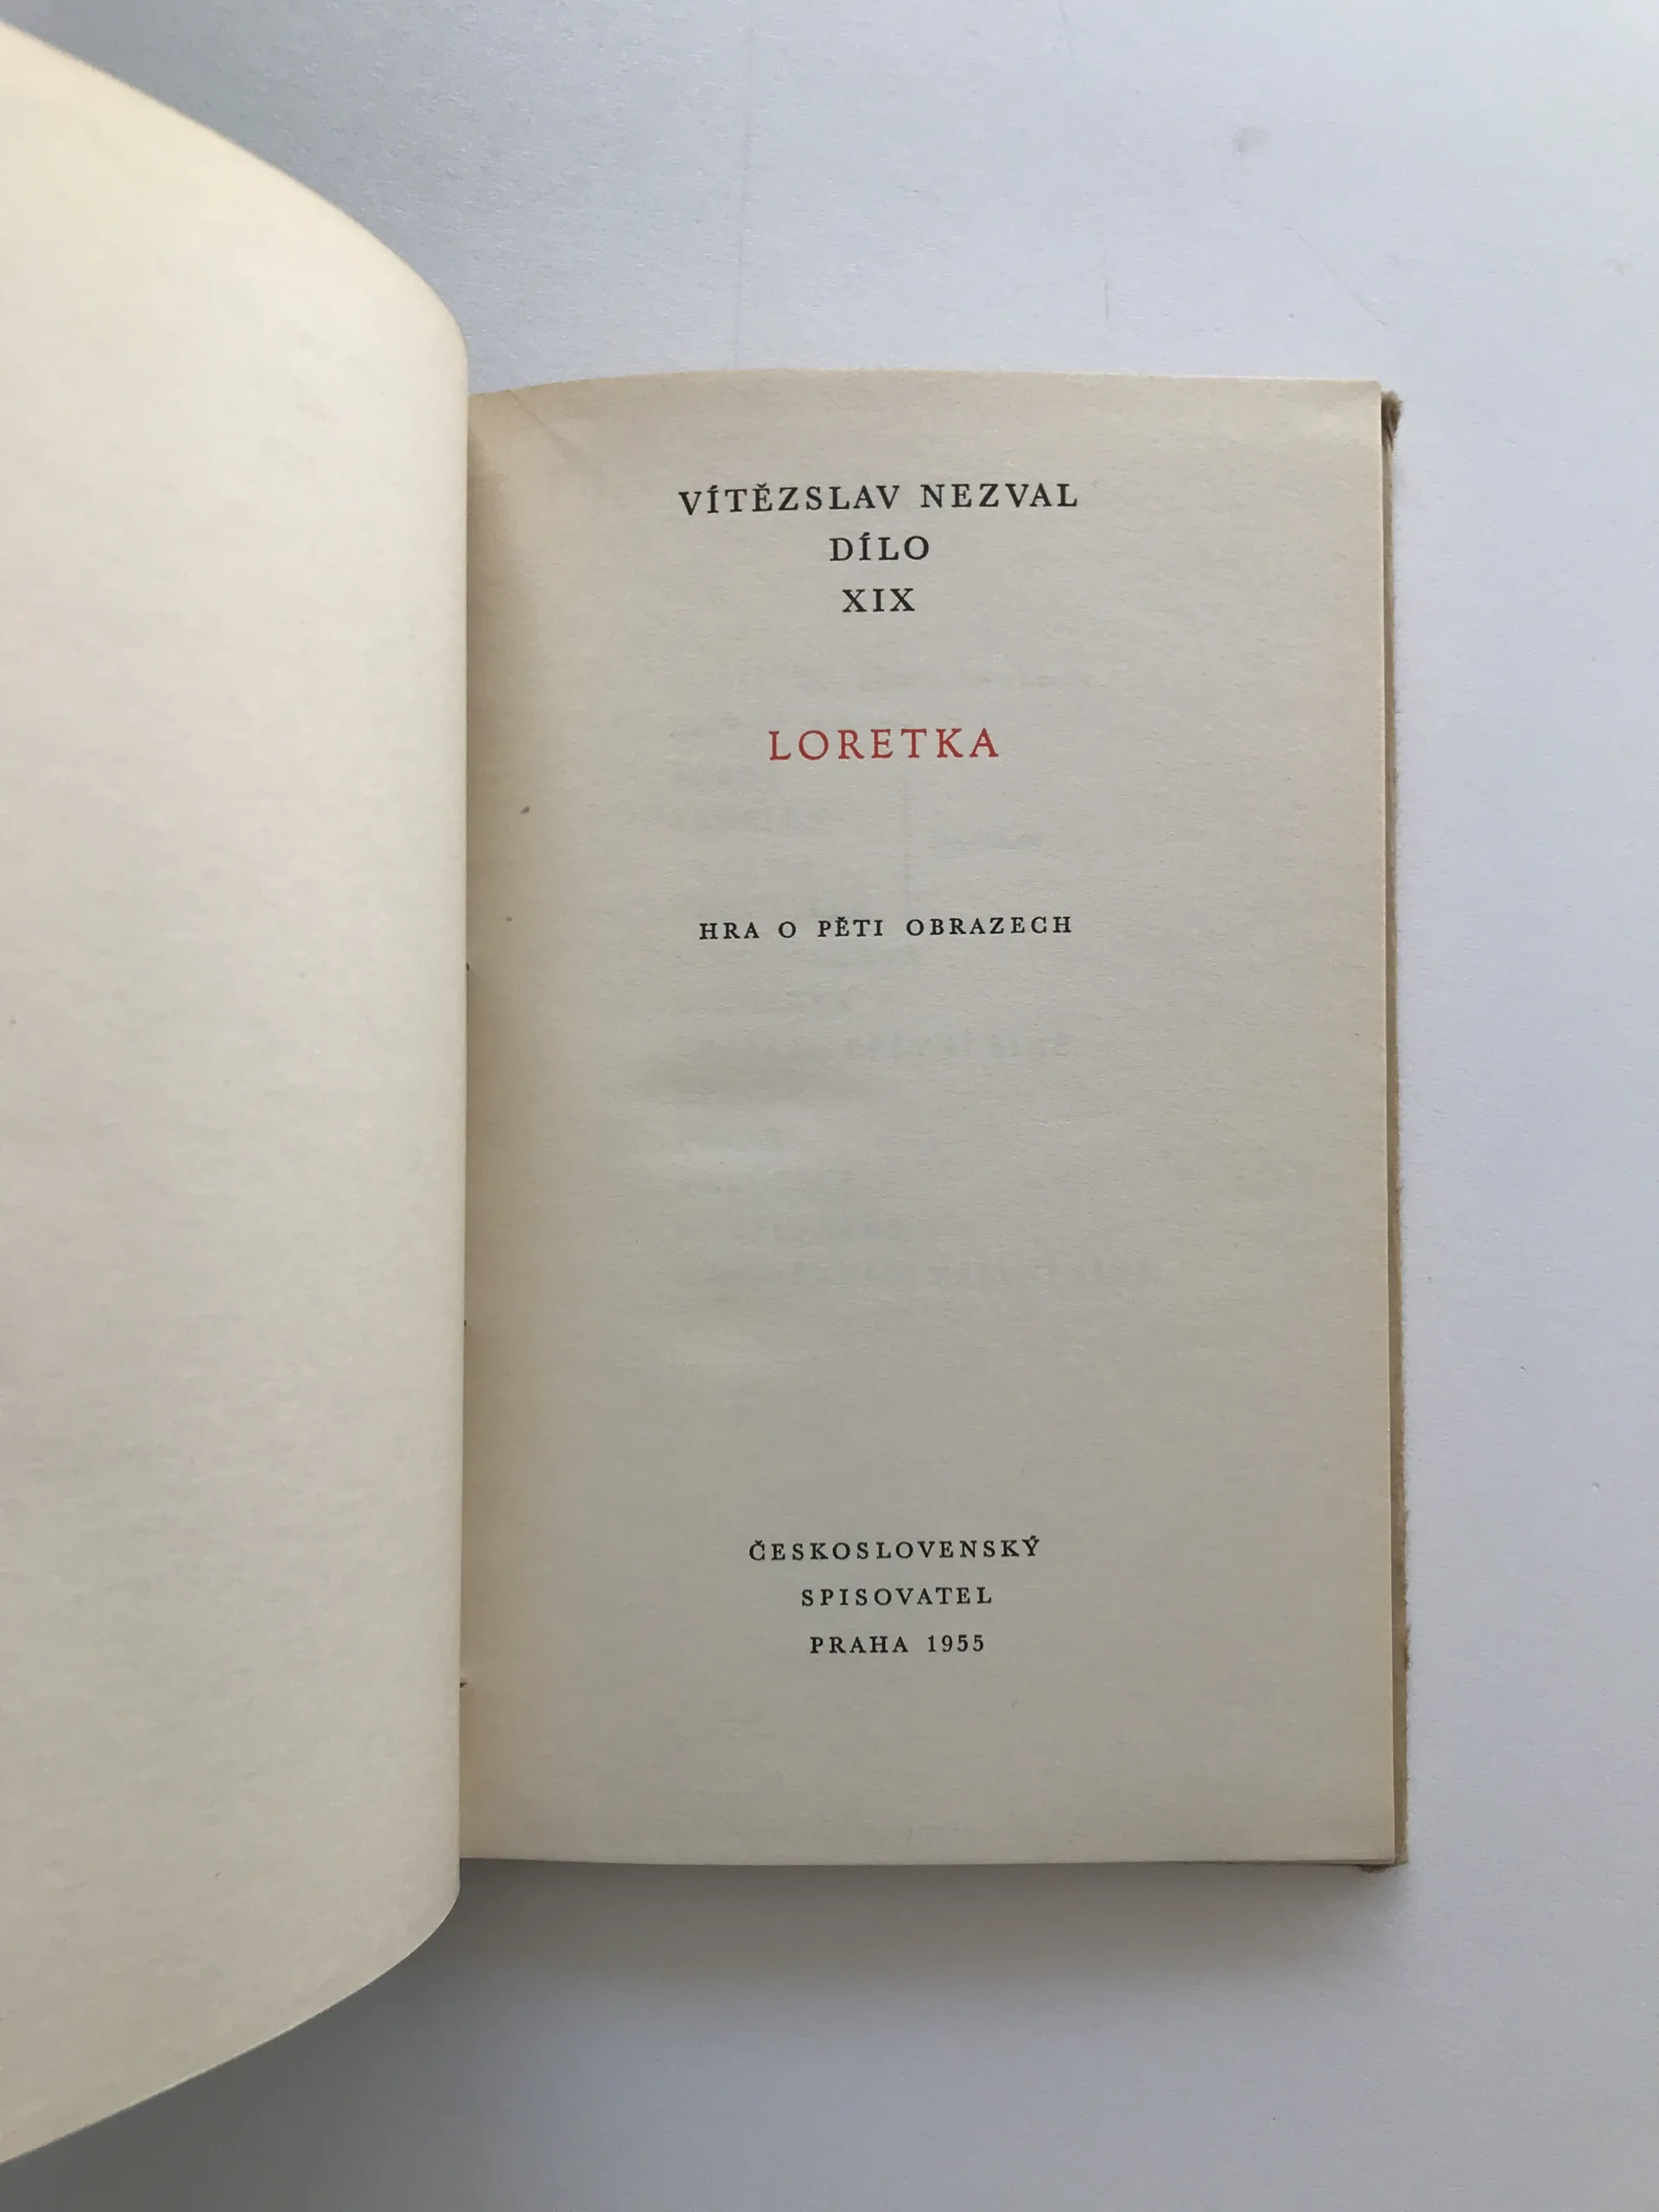 VÍTĚZSLAV NEZVAL
DÍLO
XIX
LORETKA
HRA O PĚTI OBRAZECH
ČESKOSLOVENSKÝ
SPISOVATEL
PRAHA 1955